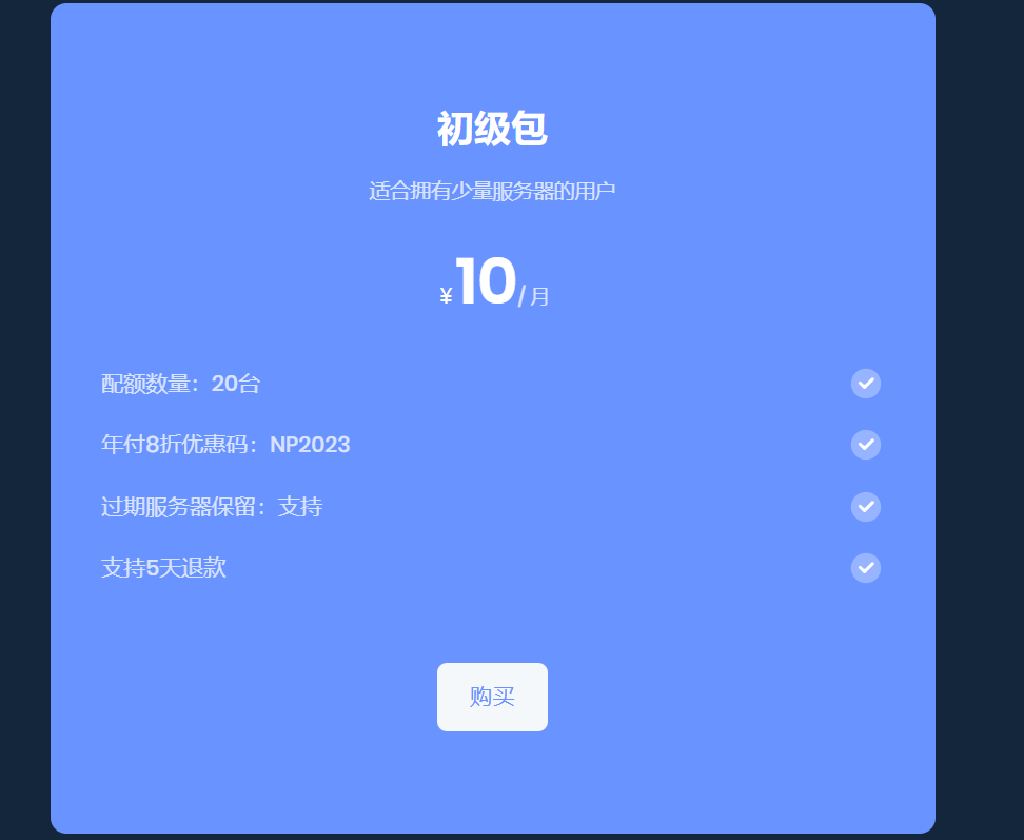 初级包
适合拥有少量服务器的用户
¥10/月
配额数量：20台
年付8折优惠码：NP2023
过期服务器保留：支持
支持5天退款
购买